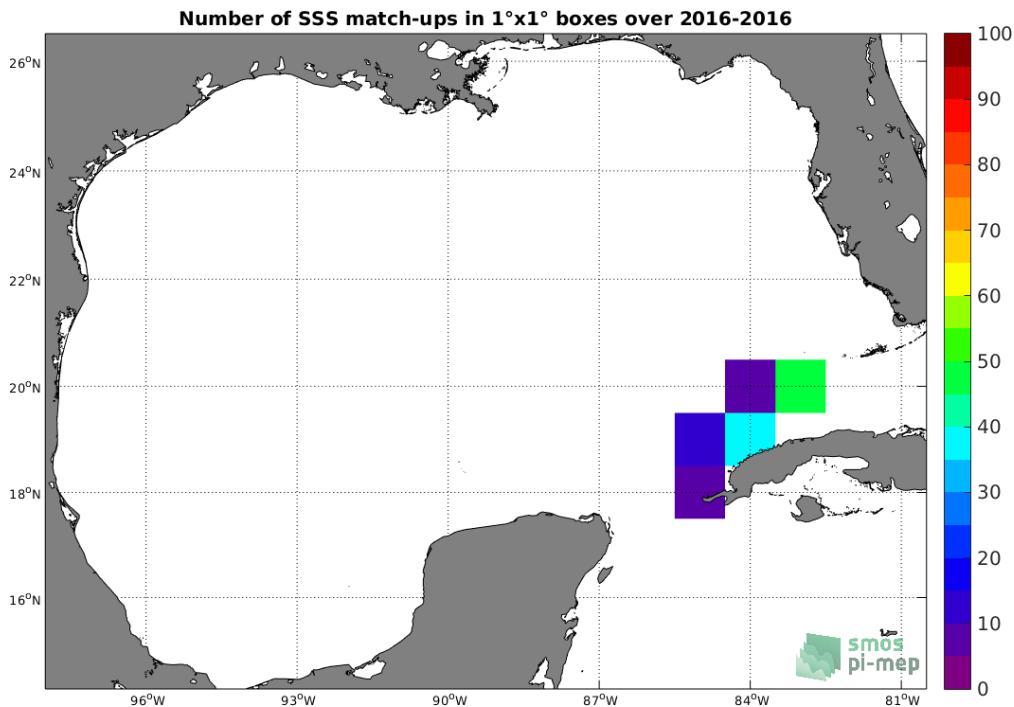 Number of SSS match-ups in 1°x1° boxes over 2016-2016
100
26°N
90
24°N
80
70
22°N
60
50
20°N
40
18°N
30
20
16°N
10
smos
pi-mep
0
96°W
93°W
90°W
87°W
84°W
81°W